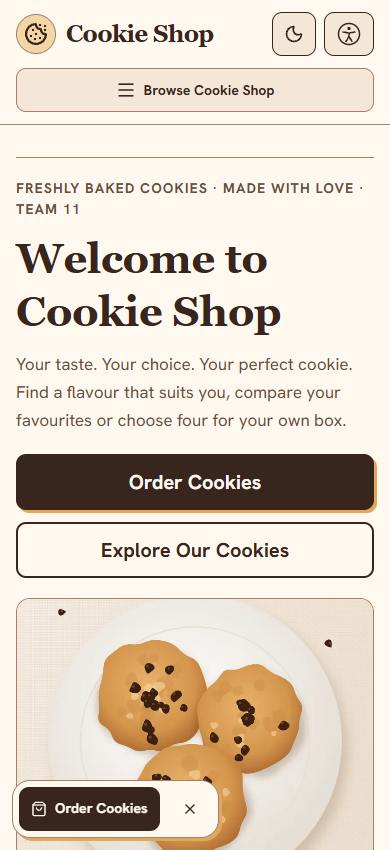 Cookie Shop
Browse Cookie Shop
FRESHLY BAKED COOKIES · MADE WITH LOVE ·
TEAM 11
Welcome to
Cookie Shop
Your taste. Your choice. Your perfect cookie.
Find a flavour that suits you, compare your
favourites or choose four for your own box.
Order Cookies
Explore Our Cookies
Order Cookies